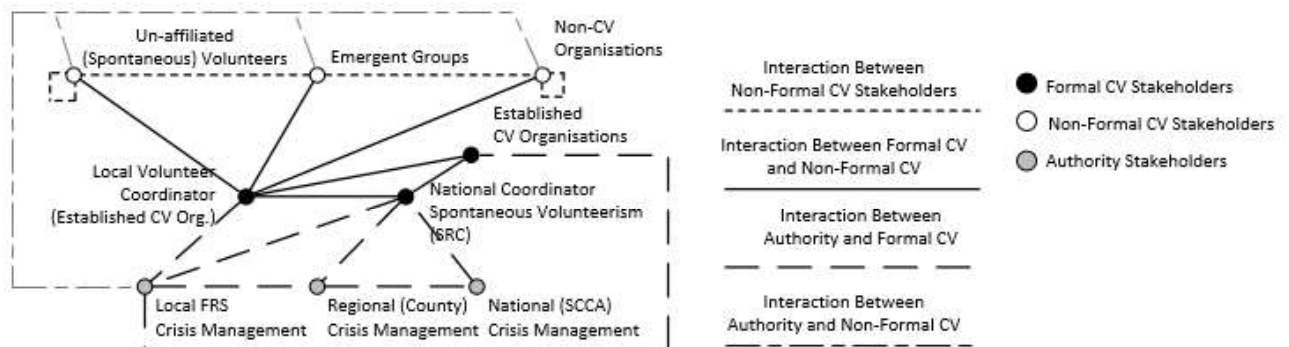 Un-affiliated
(Spontaneous) Volunteers
Emergent Groups
Non-CV
Organisations
Established
CV Organisations
Local Volunteer
Coordinator
(Established CV Org.)
National Coordinator
Spontaneous Volunteerism
(SRC)
Local FRS
Crisis Management
Regional (County)
Crisis Management
National (SCCA)
Crisis Management
Interaction Between
Non-Formal CV Stakeholders
Interaction Between Formal CV
and Non-Formal CV
Interaction Between
Authority and Formal CV
Interaction Between
Authority and Non-Formal CV
Formal CV Stakeholders
Non-Formal CV Stakeholders
Authority Stakeholders